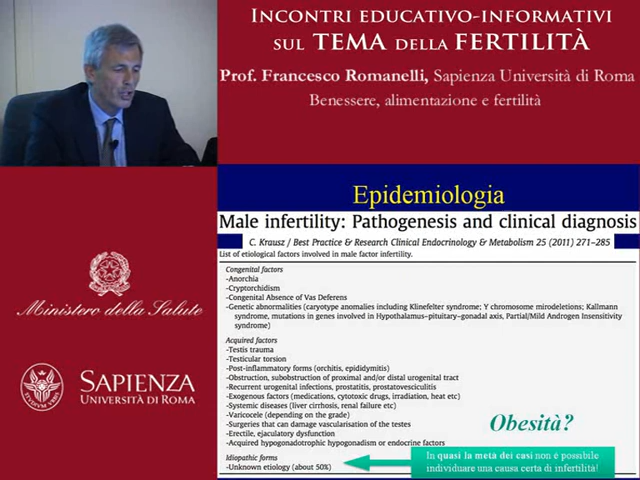 INCONTRI EDUCATIVO-INFORMATIVI
SUL TEMA DELLA FERTILITÀ
Prof. Francesco Romanelli, Sapienza Università di Roma
Benessere, alimentazione e fertilità
Epidemiologia
Male infertility: Pathogenesis and clinical diagnosis
C. Krausz / Best Practice & Research Clinical Endocrinology & Metabolism 25 (2011) 271–285
List of etiological factors involved in male factor infertility.
Congenital factors
-Anorchia
-Cryptorchidism
-Congenital Absence of Vas Deferens
-Genetic abnormalities (caryotype anomalies including Klinefelter syndrome; Y chromosome mirodeletions; Kallmann
syndrome, mutations in genes involved in Hypothalamus–pituitary–gonadal axis, Partial/Mild Androgen Insensitivity
syndrome)
Acquired factors
-Testis trauma
-Testicular torsion
-Post-inflammatory forms (orchitis, epididymitis)
-Obstruction, subobstruction of proximal and/or distal urogenital tract
-Recurrent urogenital infections, prostatitis, prostatovesciculitis
-Exogenous factors (medications, cytotoxic drugs, irradiation, heat etc)
-Systemic diseases (liver cirrhosis, renal failure etc)
-Varicocele (depending on the grade)
-Surgeries that can damage vascularisation of the testes
-Erectile, ejaculatory dysfunction
-Acquired hypogonadotrophic hypogonadism or endocrine factors
Obesità?
Idiopathic forms
-Unknown etiology (about 50%)
In quasi la metà dei casi non è possibile
individuare una causa certa di infertilità!
Ministero della Salute
SAPIENZA
UNIVERSITÀ DI ROMA